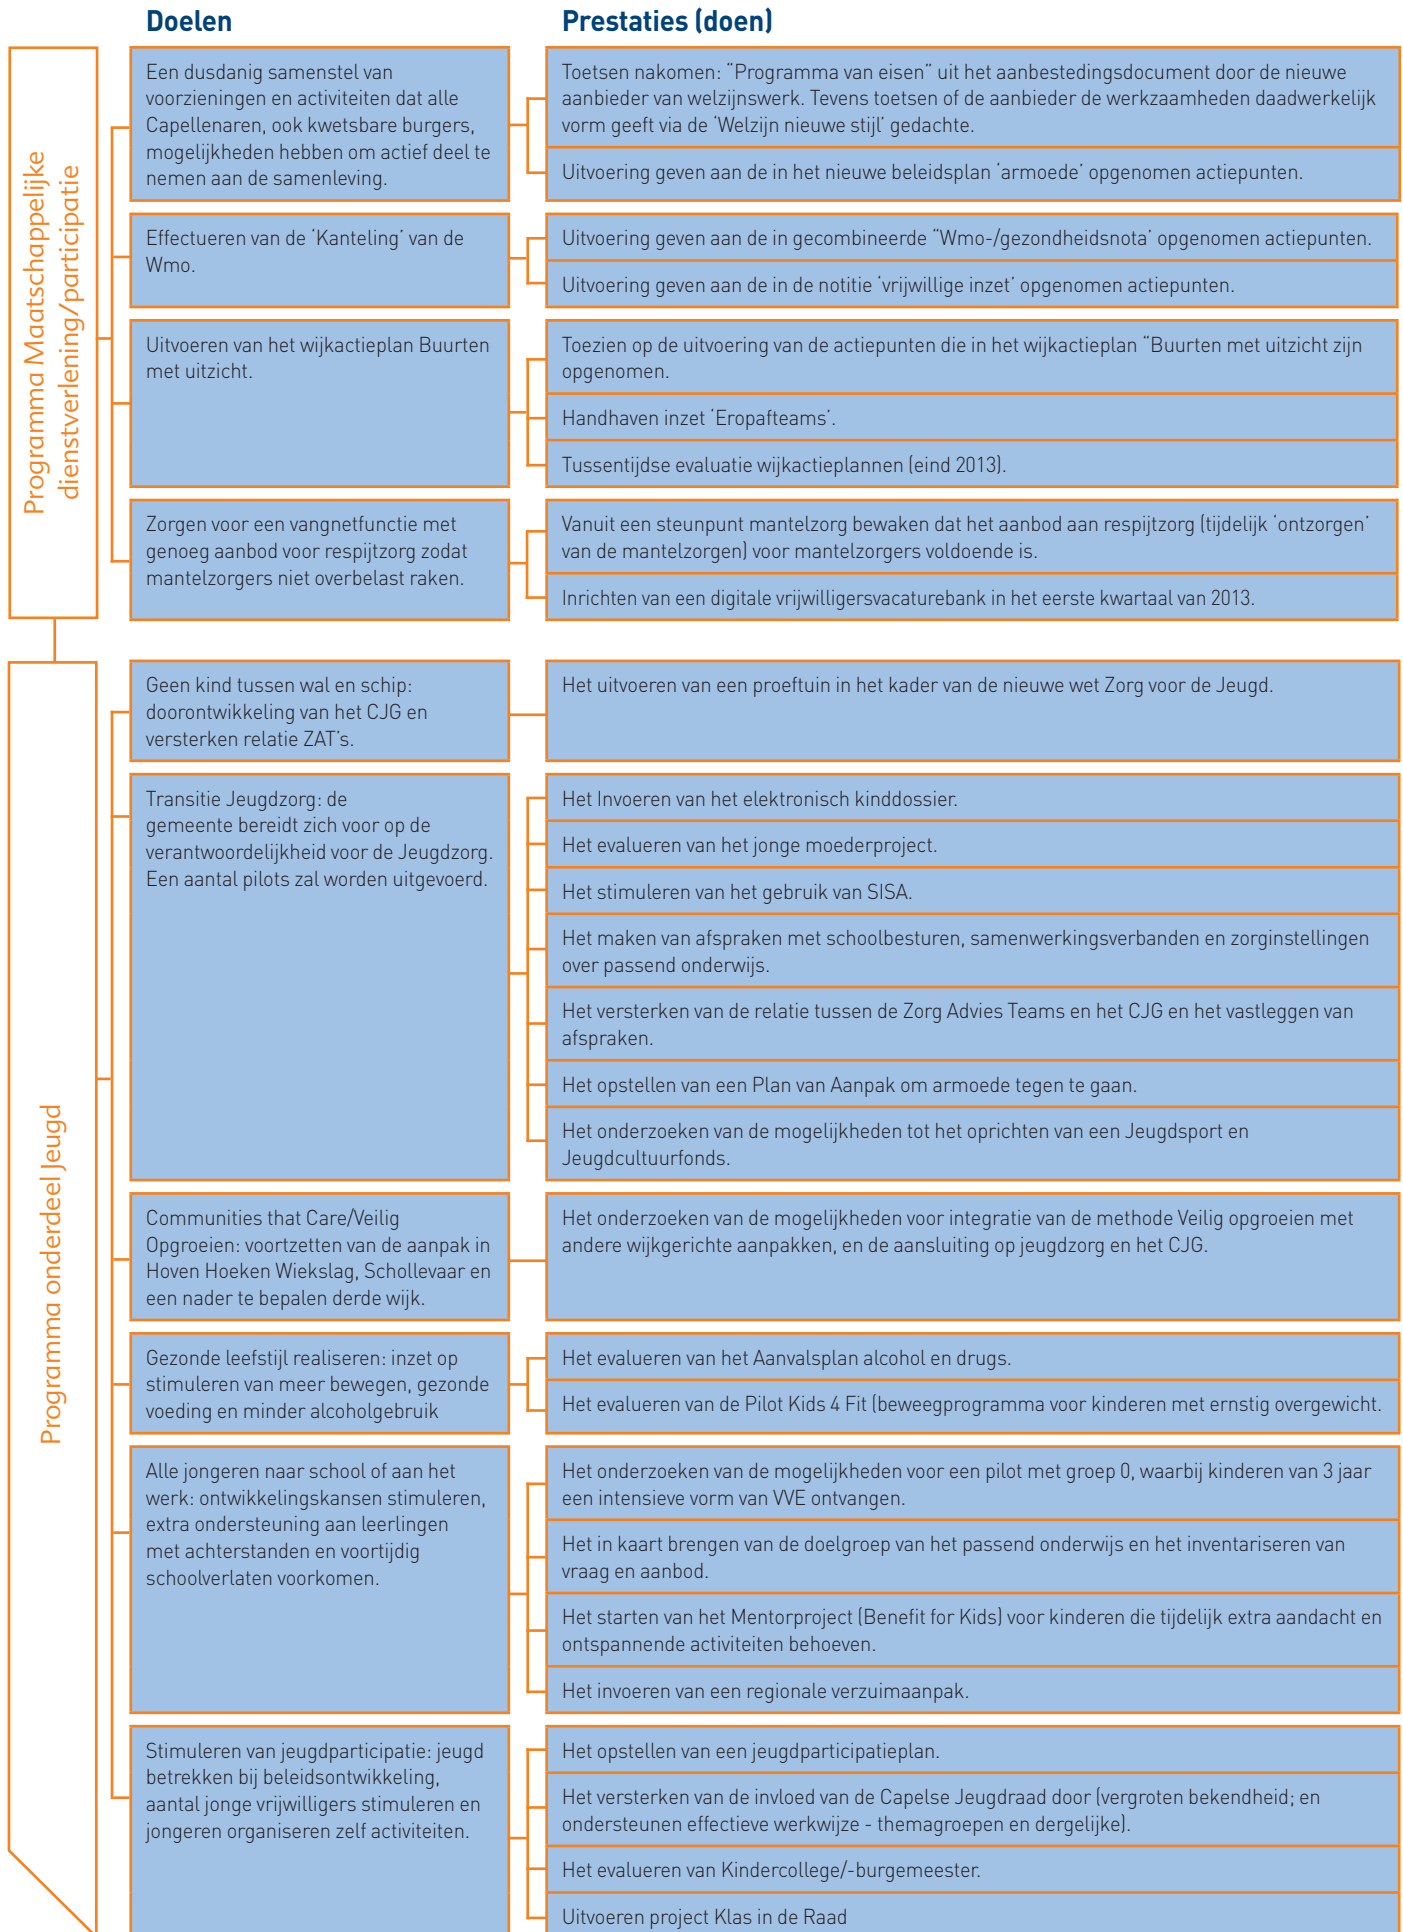 Doelen
Prestaties (doen)
Programma Maatschappelijke
dienstverlening/participatie
Een dusdanig samenstel van
voorzieningen en activiteiten dat alle
Capellenaren, ook kwetsbare burgers,
mogelijkheden hebben om actief deel te
nemen aan de samenleving.
Toetsen nakomen: “Programma van eisen” uit het aanbestedingsdocument door de nieuwe
aanbieder van welzijnswerk. Tevens toetsen of de aanbieder de werkzaamheden daadwerkelijk
vorm geeft via de ‘Welzijn nieuwe stijl’ gedachte.
Uitvoering geven aan de in het nieuwe beleidsplan ‘armoede’ opgenomen actiepunten.
Effectueren van de ‘Kanteling’ van de
Wmo.
Uitvoering geven aan de in gecombineerde “Wmo-/gezondheidsnota’ opgenomen actiepunten.
Uitvoering geven aan de in de notitie ‘vrijwillige inzet’ opgenomen actiepunten.
Uitvoeren van het wijkactieplan Buurten
met uitzicht.
Toezien op de uitvoering van de actiepunten die in het wijkactieplan “Buurten met uitzicht zijn
opgenomen.
Handhaven inzet ‘Eropafteams’.
Tussentijdse evaluatie wijkactieplannen (eind 2013).
Zorgen voor een vangnetfunctie met
genoeg aanbod voor respijtzorg zodat
mantelzorgers niet overbelast raken.
Vanuit een steunpunt mantelzorg bewaken dat het aanbod aan respijtzorg (tijdelijk ‘ontzorgen’
van de mantelzorgen) voor mantelzorgers voldoende is.
Inrichten van een digitale vrijwilligersvacaturebank in het eerste kwartaal van 2013.
Programma onderdeel Jeugd
Geen kind tussen wal en schip:
doorontwikkeling van het CJG en
versterken relatie ZAT’s.
Het uitvoeren van een proeftuin in het kader van de nieuwe wet Zorg voor de Jeugd.
Transitie Jeugdzorg: de
gemeente bereidt zich voor op de
verantwoordelijkheid voor de Jeugdzorg.
Een aantal pilots zal worden uitgevoerd.
Het Invoeren van het elektronisch kinddossier.
Het evalueren van het jonge moederproject.
Het stimuleren van het gebruik van SISA.
Het maken van afspraken met schoolbesturen, samenwerkingsverbanden en zorginstellingen
over passend onderwijs.
Het versterken van de relatie tussen de Zorg Advies Teams en het CJG en het vastleggen van
afspraken.
Het opstellen van een Plan van Aanpak om armoede tegen te gaan.
Het onderzoeken van de mogelijkheden tot het oprichten van een Jeugdsport en
Jeugdcultuurfonds.
Communities that Care/Veilig
Opgroeien: voortzetten van de aanpak in
Hoven Hoeken Wiekslag, Schollevaar en
een nader te bepalen derde wijk.
Het onderzoeken van de mogelijkheden voor integratie van de methode Veilig opgroeien met
andere wijkgerichte aanpakken, en de aansluiting op jeugdzorg en het CJG.
Gezonde leefstijl realiseren: inzet op
stimuleren van meer bewegen, gezonde
voeding en minder alcoholgebruik
Het evalueren van het Aanvalsplan alcohol en drugs.
Het evalueren van de Pilot Kids 4 Fit (beweegprogramma voor kinderen met ernstig overgewicht.
Alle jongeren naar school of aan het
werk: ontwikkelingskansen stimuleren,
extra ondersteuning aan leerlingen
met achterstanden en voortijdig
schoolverlaten voorkomen.
Het onderzoeken van de mogelijkheden voor een pilot met groep 0, waarbij kinderen van 3 jaar
een intensieve vorm van VVE ontvangen.
Het in kaart brengen van de doelgroep van het passend onderwijs en het inventariseren van
vraag en aanbod.
Het starten van het Mentorproject (Benefit for Kids) voor kinderen die tijdelijk extra aandacht en
ontspannende activiteiten behoeven.
Het invoeren van een regionale verzuimaanpak.
Stimuleren van jeugdparticipatie: jeugd
betrekken bij beleidsontwikkeling,
aantal jonge vrijwilligers stimuleren en
jongeren organiseren zelf activiteiten.
Het opstellen van een jeugdparticipatieplan.
Het versterken van de invloed van de Capelse Jeugdraad door (vergroten bekendheid; en
ondersteunen effectieve werkwijze - themagroepen en dergelijke).
Het evalueren van Kindercollege/-burgemeester.
Uitvoeren project Klas in de Raad